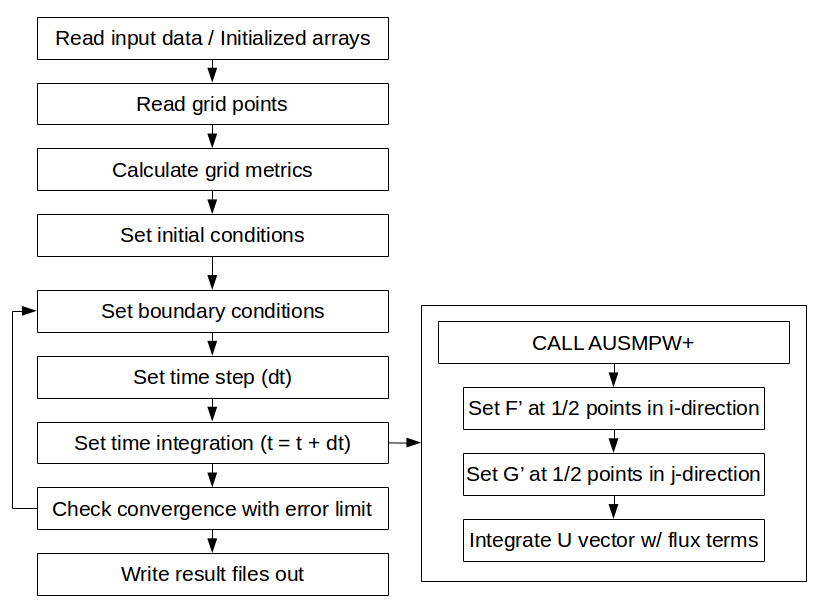 Read input data / Initialized arrays
Read grid points
Calculate grid metrics
Set initial conditions
Set boundary conditions
Set time step (dt)
Set time integration (t = t + dt)
Check convergence with error limit
Write result files out
CALL AUSMPW+
Set F’ at 1/2 points in i-direction
Set G’ at 1/2 points in j-direction
Integrate U vector w/ flux terms